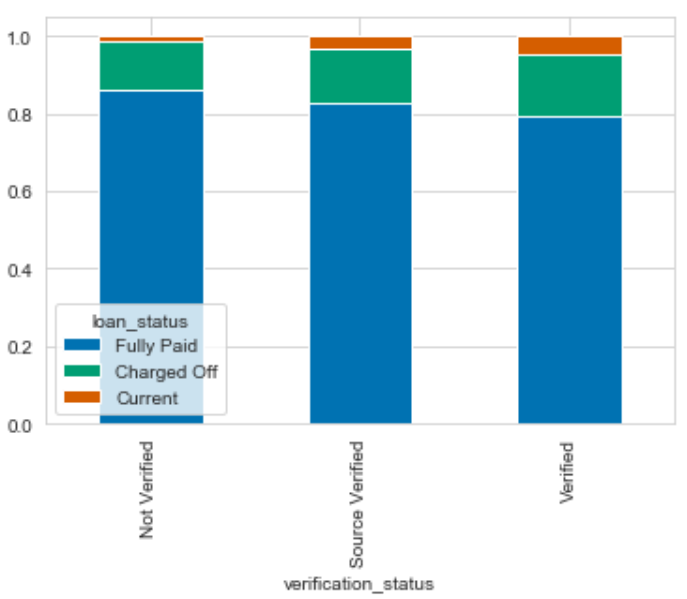 1.0
0.8
0.6
0.4
0.2
0.0
loan_status
Fully Paid
Charged Off
Current
Not Verified
Source Verified
Verified
verification_status